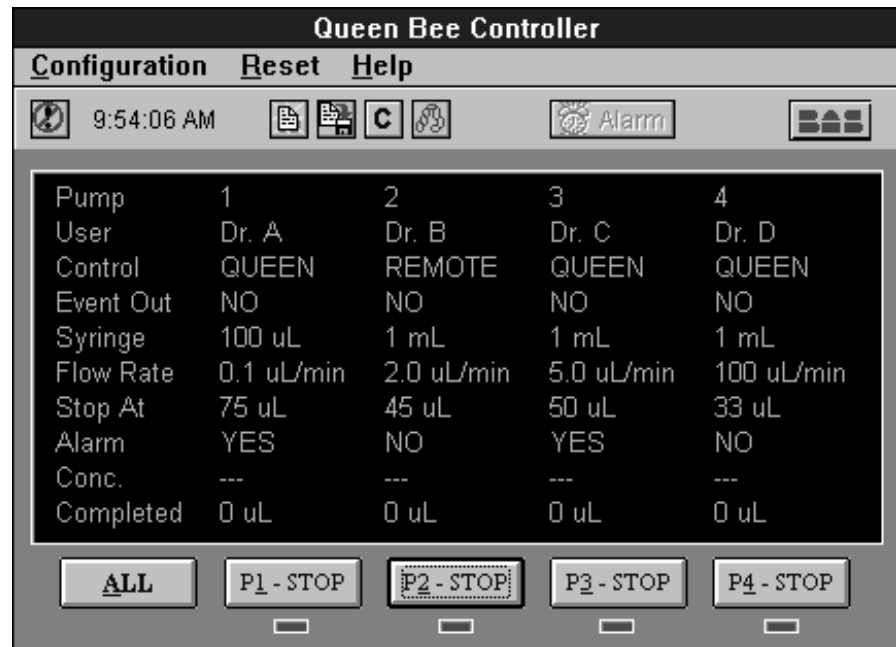 Queen Bee Controller
Configuration Reset Help
9:54:06 AM C Alarm BAS
Pump 1 2 3 4
User Dr. A Dr. B Dr. C Dr. D
Control QUEEN REMOTE QUEEN QUEEN
Event Out NO NO NO NO
Syringe 100 uL 1 mL 1 mL 1 mL
Flow Rate 0.1 uL/min 2.0 uL/min 5.0 uL/min 100 uL/min
Stop At 75 uL 45 uL 50 uL 33 uL
Alarm YES NO YES NO
Conc. --- --- --- ---
Completed 0 uL 0 uL 0 uL 0 uL
ALL P1 - STOP P2 - STOP P3 - STOP P4 - STOP